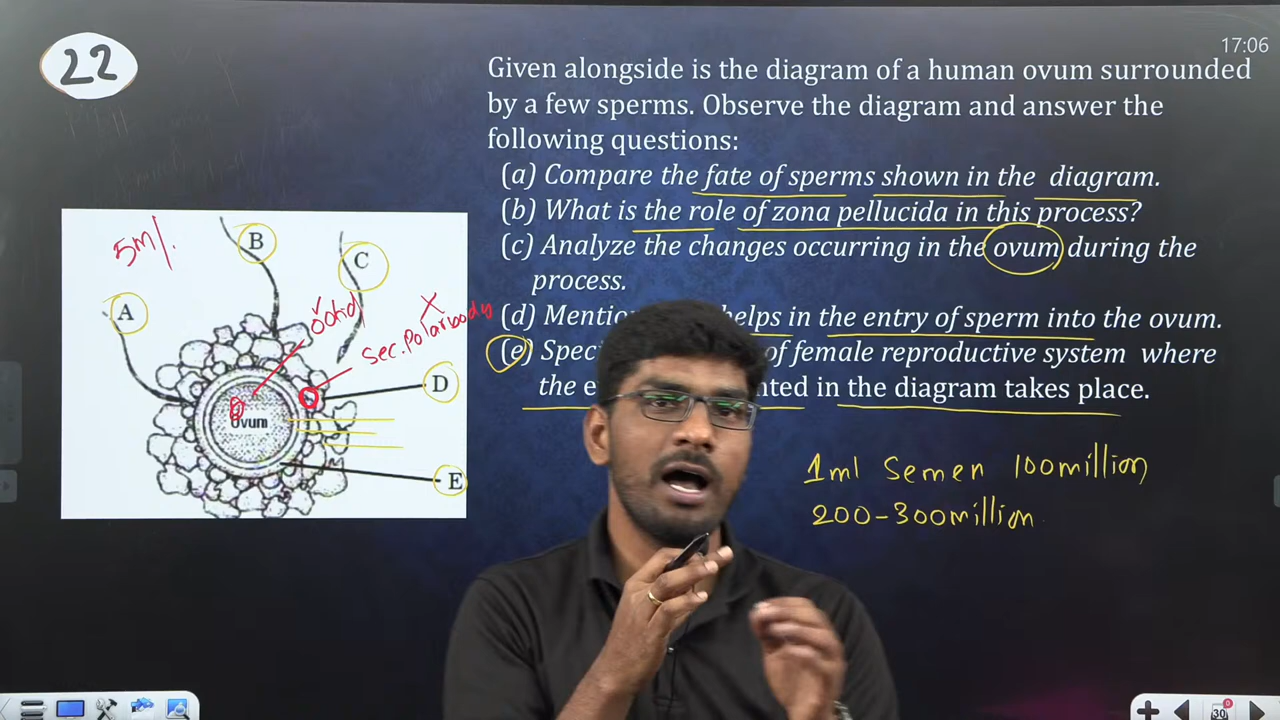 22
17:06
Given alongside is the diagram of a human ovum surrounded
by a few sperms. Observe the diagram and answer the
following questions:
(a) Compare the fate of sperms shown in the diagram.
(b) What is the role of zona pellucida in this process?
(c) Analyze the changes occurring in the ovum during the
process.
(d) helps in the entry of sperm into the ovum.
(e) of female reproductive system where
the in the diagram takes place.
5ml.
A
B
C
Ootid
Sec.Polarbody
D
Ovum
E
1ml Semen 100million
200-300million
30